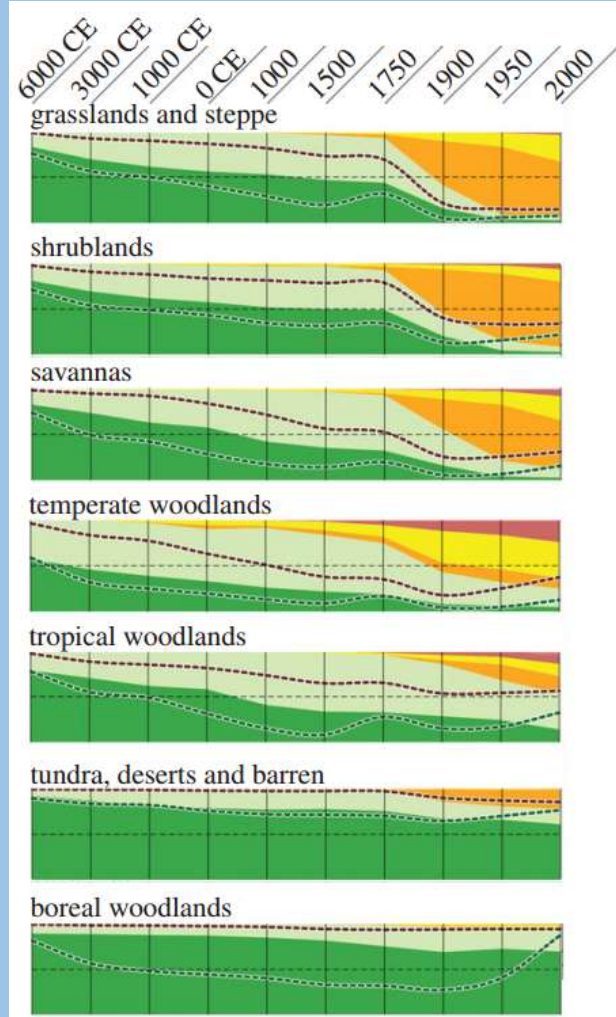 6000 CE 3000 CE 1000 CE 0 CE 1000 1500 1750 1900 1950 2000
grasslands and steppe
shrublands
savannas
temperate woodlands
tropical woodlands
tundra, deserts and barren
boreal woodlands